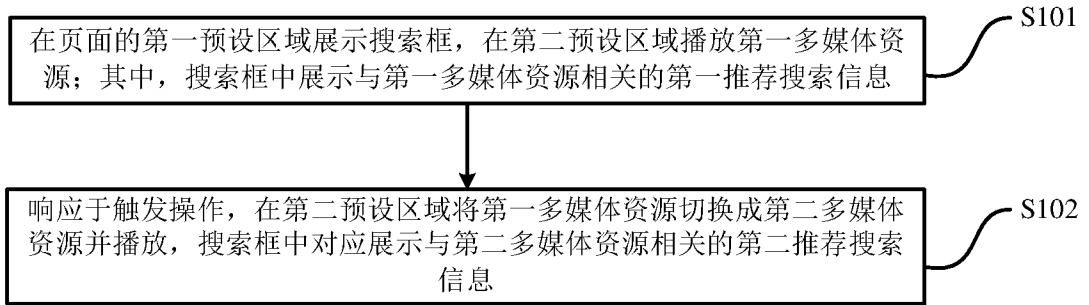 S101
在页面的第一预设区域展示搜索框，在第二预设区域播放第一多媒体资
源；其中，搜索框中展示与第一多媒体资源相关的第一推荐搜索信息
响应于触发操作，在第二预设区域将第一多媒体资源切换成第二多媒体
资源并播放，搜索框中对应展示与第二多媒体资源相关的第二推荐搜索
信息
S102